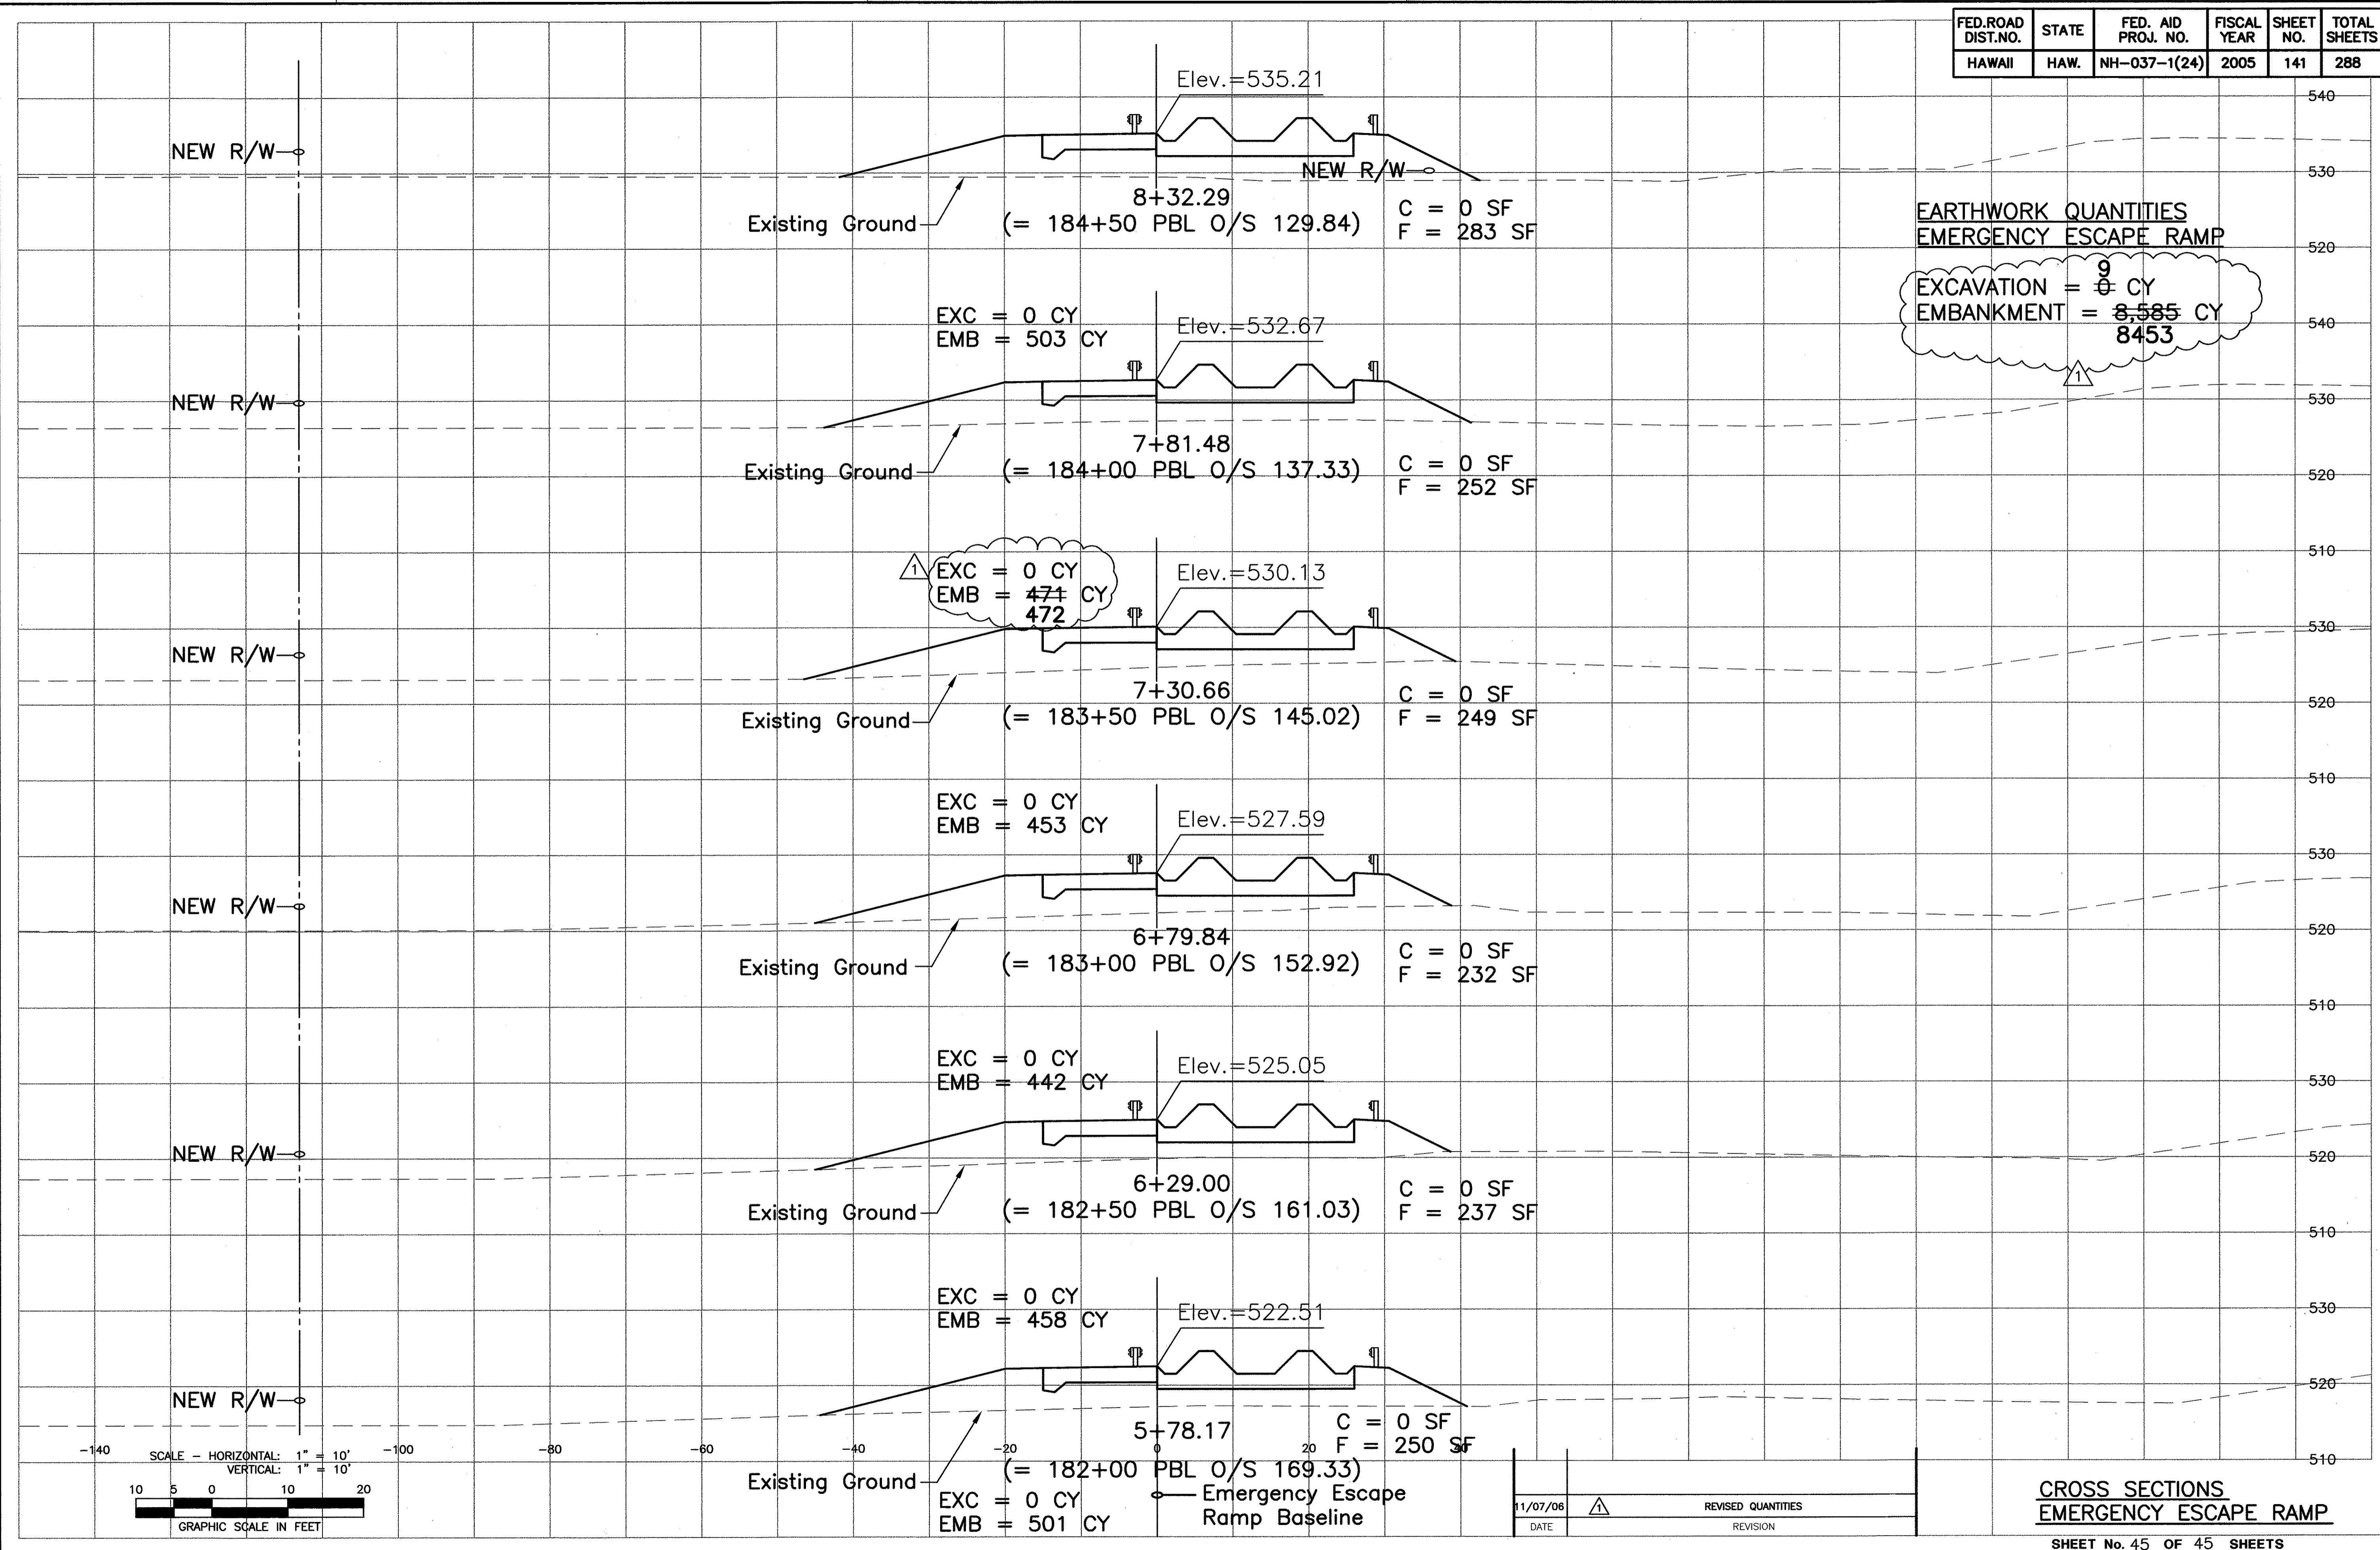 FED.ROAD DIST.NO. STATE FED. AID PROJ. NO. FISCAL YEAR SHEET NO. TOTAL SHEETS
HAWAII HAW. NH-037-1(24) 2005 141 288
Elev.=535.21
540
NEW R/W
NEW R/W
530
8+32.29
Existing Ground
(= 184+50 PBL O/S 129.84)
C = 0 SF
F = 283 SF
EARTHWORK QUANTITIES
EMERGENCY ESCAPE RAMP
520
9
EXCAVATION = 0 CY
EMBANKMENT = 8,585 CY
8453
1
EXC = 0 CY
EMB = 503 CY
Elev.=532.67
540
NEW R/W
530
7+81.48
Existing Ground
(= 184+00 PBL O/S 137.33)
C = 0 SF
F = 252 SF
520
510
1
EXC = 0 CY
EMB = 471 CY
472
Elev.=530.13
530
NEW R/W
7+30.66
Existing Ground
(= 183+50 PBL O/S 145.02)
C = 0 SF
F = 249 SF
520
510
EXC = 0 CY
EMB = 453 CY
Elev.=527.59
530
NEW R/W
520
6+79.84
Existing Ground
(= 183+00 PBL O/S 152.92)
C = 0 SF
F = 232 SF
510
EXC = 0 CY
EMB = 442 CY
Elev.=525.05
530
NEW R/W
520
6+29.00
Existing Ground
(= 182+50 PBL O/S 161.03)
C = 0 SF
F = 237 SF
510
EXC = 0 CY
EMB = 458 CY
Elev.=522.51
530
NEW R/W
520
5+78.17
C = 0 SF
F = 250 SF
-140 -100 -80 -60 -40 -20 0 20 40
510
Existing Ground
(= 182+00 PBL O/S 169.33)
EXC = 0 CY
EMB = 501 CY
Emergency Escape
Ramp Baseline
SCALE - HORIZONTAL: 1" = 10'
VERTICAL: 1" = 10'
10 5 0 10 20
GRAPHIC SCALE IN FEET
11/07/06 1 REVISED QUANTITIES
DATE REVISION
CROSS SECTIONS
EMERGENCY ESCAPE RAMP
SHEET No. 45 OF 45 SHEETS